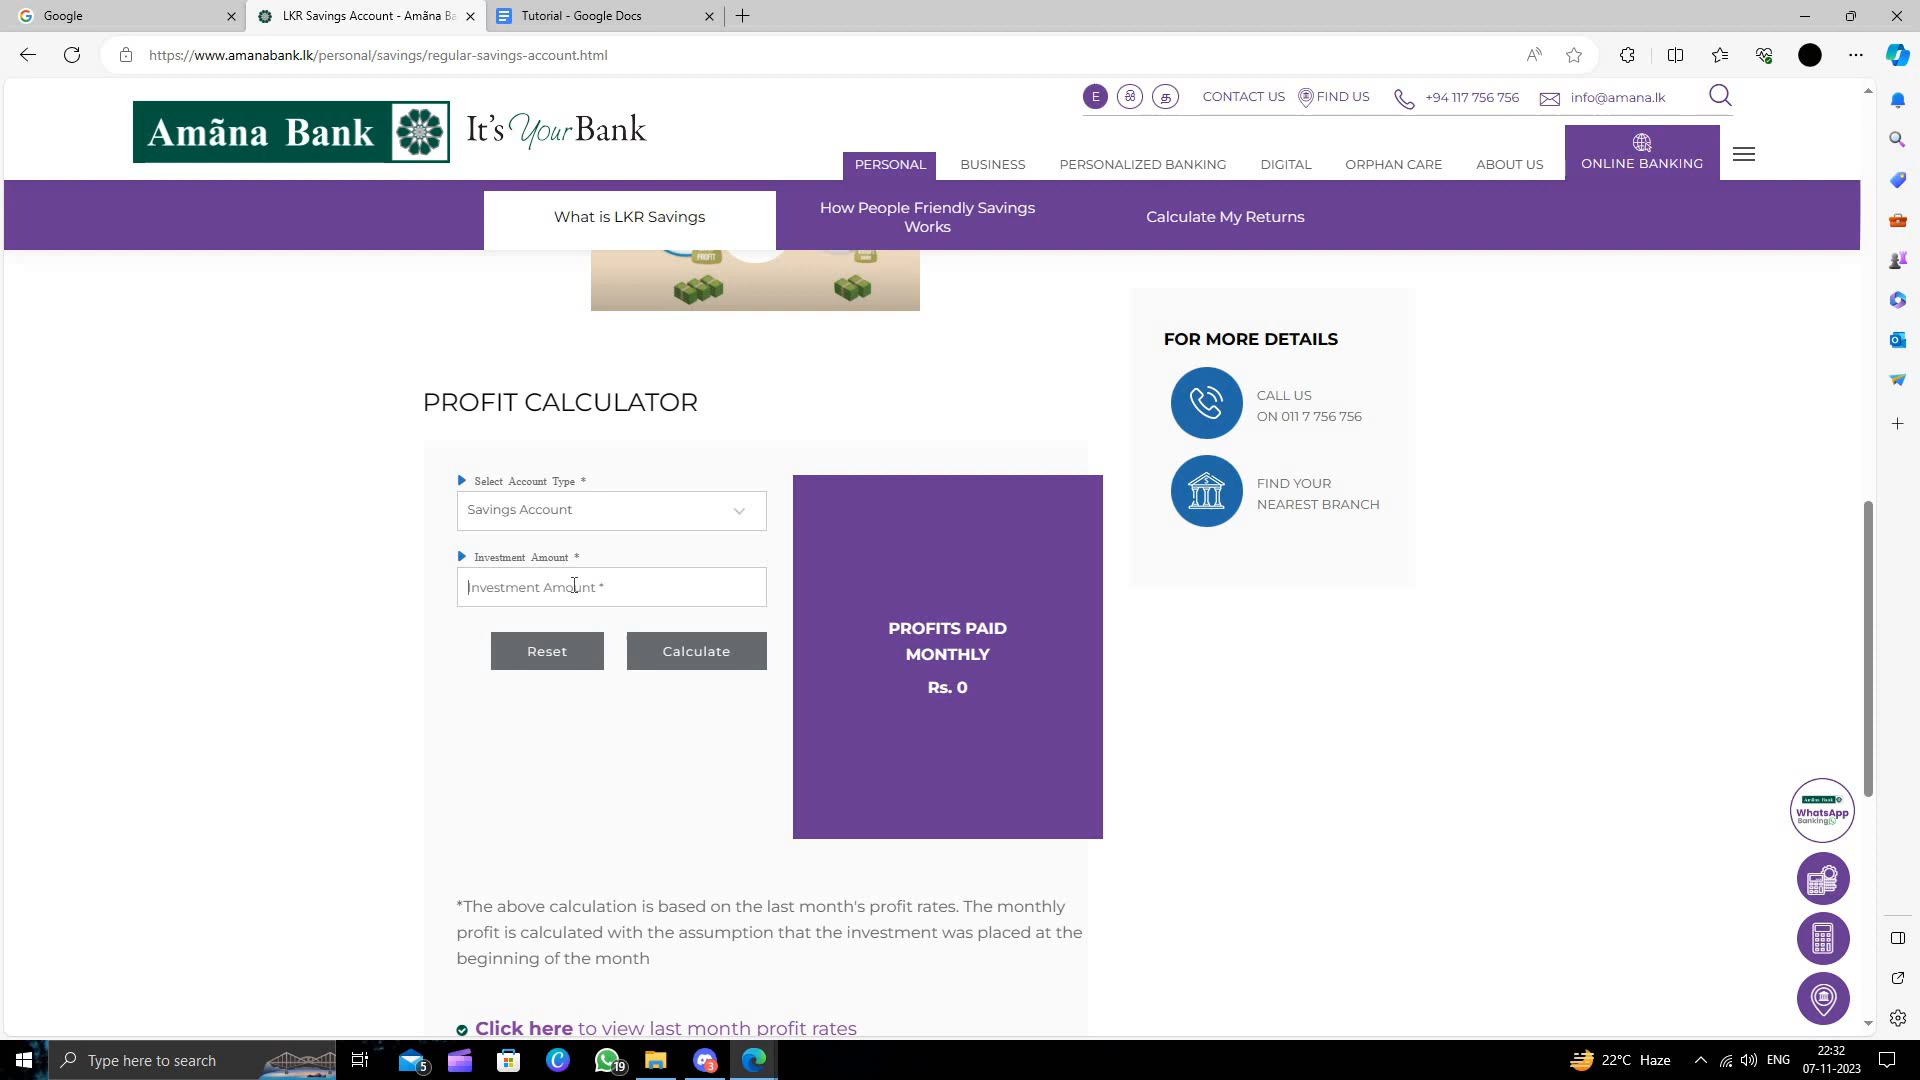 Google
LKR Savings Account - Amãna Ba
Tutorial - Google Docs
https://www.amanabank.lk/personal/savings/regular-savings-account.html
E
සි
த
CONTACT US
FIND US
+94 117 756 756
info@amana.lk
Amãna Bank
It's Your Bank
PERSONAL
BUSINESS
PERSONALIZED BANKING
DIGITAL
ORPHAN CARE
ABOUT US
ONLINE BANKING
What is LKR Savings
How People Friendly Savings
Works
Calculate My Returns
PROFIT
FOR MORE DETAILS
CALL US
ON 011 7 756 756
FIND YOUR
NEAREST BRANCH
PROFIT CALCULATOR
Select Account Type *
Savings Account
Investment Amount *
Investment Amount *
Reset
Calculate
PROFITS PAID
MONTHLY
Rs. 0
Amãna Bank
WhatsApp
Banking
*The above calculation is based on the last month's profit rates. The monthly
profit is calculated with the assumption that the investment was placed at the
beginning of the month
Click here to view last month profit rates
Type here to search
5
19
3
22°C Haze
ENG
22:32
07-11-2023